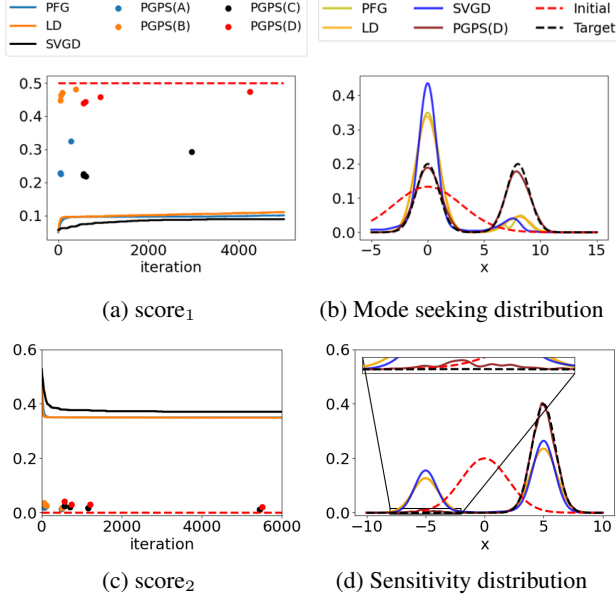 PFG PGPS(A) PGPS(C)
LD PGPS(B) PGPS(D)
SVGD
PFG SVGD Initial
LD PGPS(D) Target
0.5
0.4
0.3
0.2
0.1
0 2000 4000
iteration
(a) score₁
0.4
0.3
0.2
0.1
0.0
−5 0 5 10 15
x
(b) Mode seeking distribution
0.6
0.4
0.2
0.0
0 2000 4000 6000
iteration
(c) score₂
0.6
0.4
0.2
0.0
−10 −5 0 5 10
x
(d) Sensitivity distribution